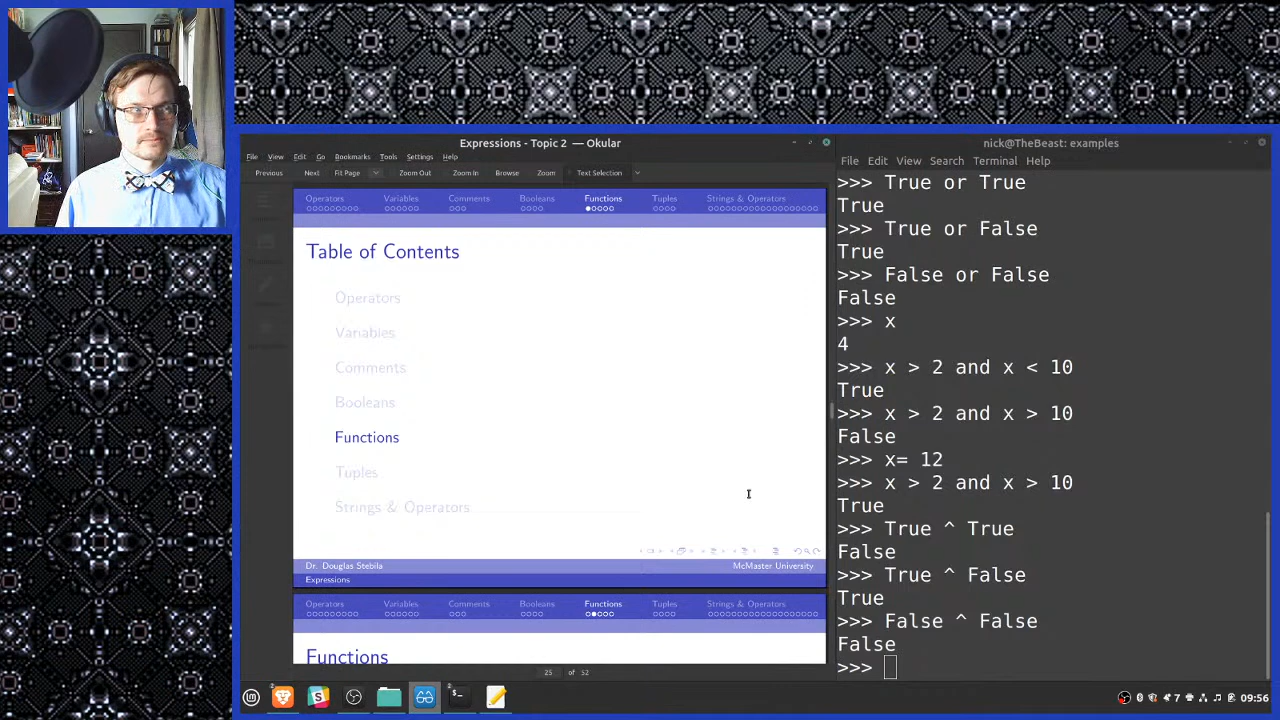 Expressions - Topic 2 — Okular
File View Edit Go Bookmarks Tools Settings Help
Previous Next Fit Page Zoom Out Zoom In Browse Zoom Text Selection
Operators Variables Comments Booleans Functions Tuples Strings & Operators
Table of Contents
Operators
Variables
Comments
Booleans
Functions
Tuples
Strings & Operators
Dr. Douglas Stebila McMaster University
Expressions
Operators Variables Comments Booleans Functions Tuples Strings & Operators
Functions
25 of 52
nick@TheBeast: examples
File Edit View Search Terminal Help
>>> True or True
True
>>> True or False
True
>>> False or False
False
>>> x
4
>>> x > 2 and x < 10
True
>>> x > 2 and x > 10
False
>>> x= 12
>>> x > 2 and x > 10
True
>>> True ^ True
False
>>> True ^ False
True
>>> False ^ False
False
>>>
7 09:56